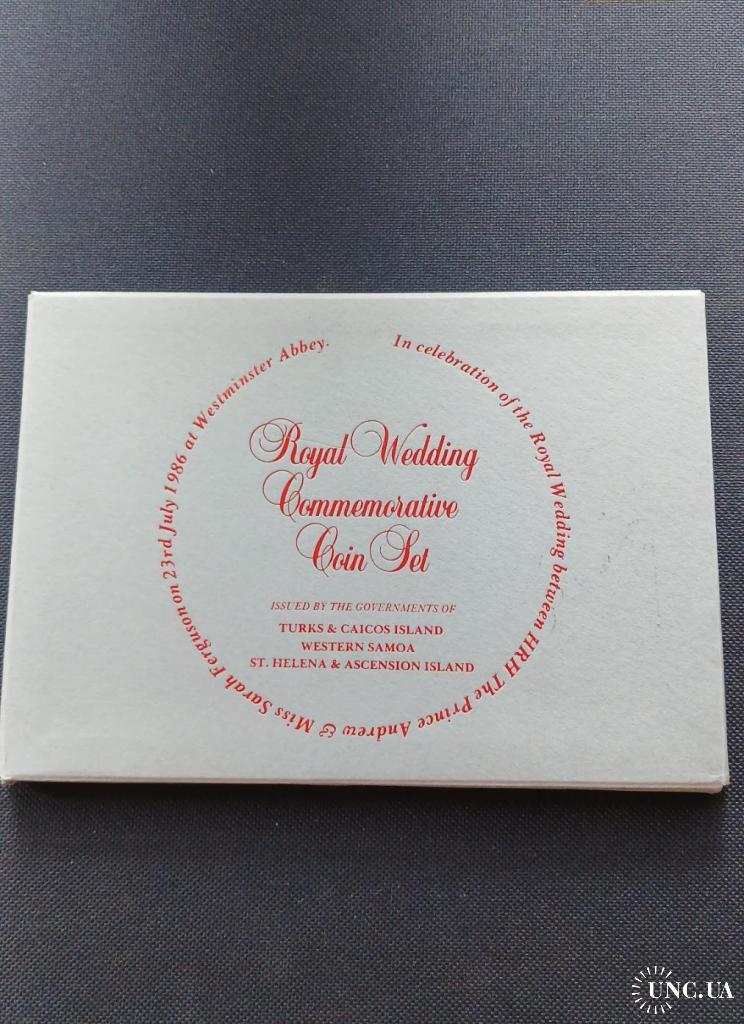 In celebration of the Royal Wedding between HRH The Prince Andrew & Miss Sarah Ferguson on 23rd July 1986 at Westminster Abbey.
Royal Wedding
Commemorative
Coin Set
ISSUED BY THE GOVERNMENTS OF
TURKS & CAICOS ISLAND
WESTERN SAMOA
ST. HELENA & ASCENSION ISLAND
UNC.UA